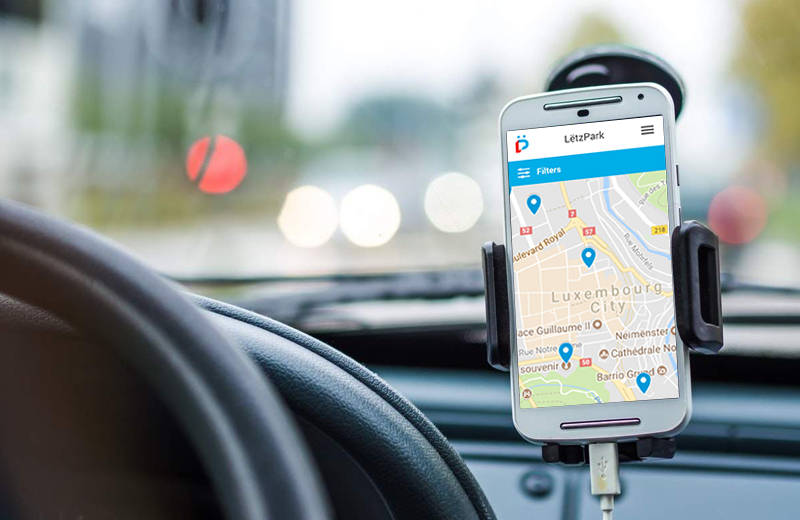 LëtzPark
Filters
7
52
57
218
ulevard Royal
Rue Münster
Luxembourg
City
ace Guillaume II
Neimënster
Rue Notre
Cathédrale No
souvenir
50
Barrio Grund